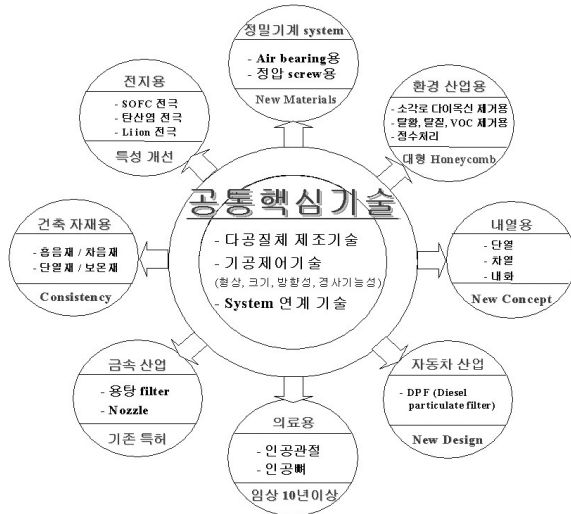 정밀기계 system
- Air bearing용
- 정압 screw용
New Materials
전지용
- SOFC 전극
- 탄산염 전극
- Li ion 전극
특성 개선
환경 산업용
- 소각로 다이옥신 제거용
- 탈황, 탈질, VOC 제거용
- 정수처리
대형 Honeycomb
공통핵심기술
- 다공질체 제조기술
- 기공제어기술
(형상, 크기, 방향성, 경사기능성)
- System 연계 기술
건축 자재용
- 흡음재 / 차음재
- 단열재 / 보온재
Consistency
내열용
- 단열
- 차열
- 내화
New Concept
금속 산업
- 용탕 filter
- Nozzle
기존 특허
자동차 산업
- DPF (Diesel
particulate filter)
New Design
의료용
- 인공관절
- 인공뼈
임상 10년이상